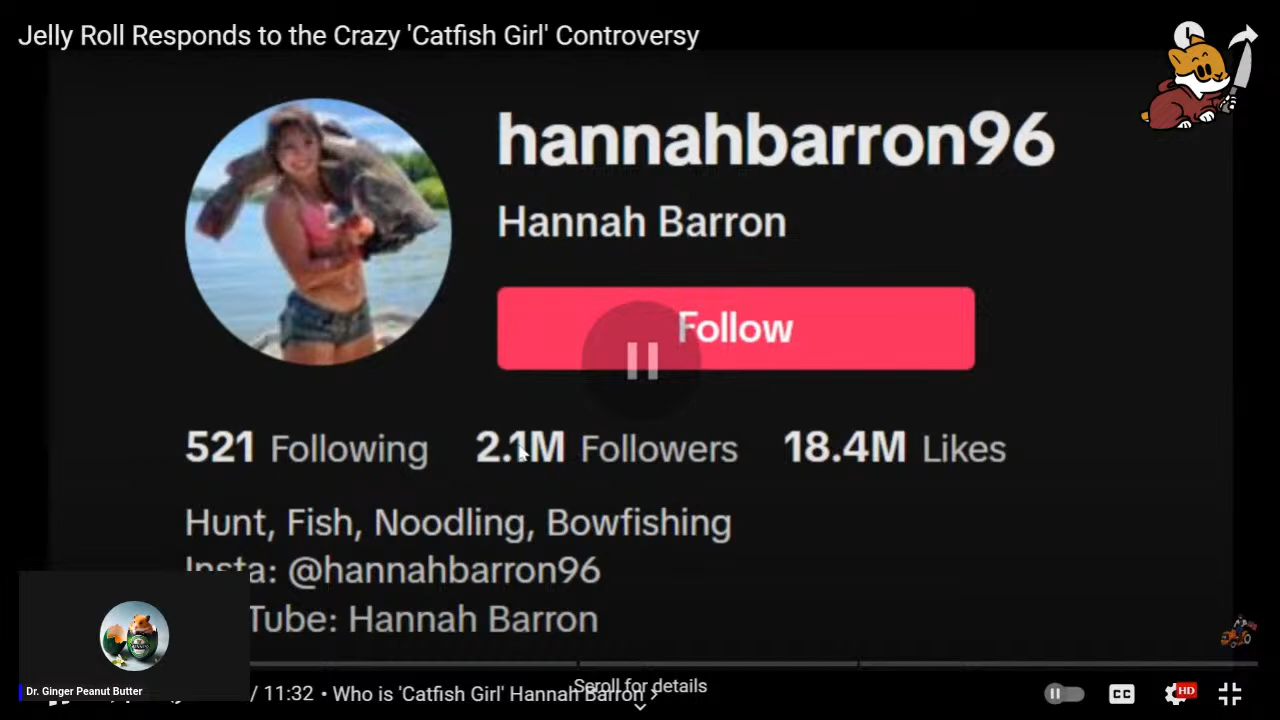 Jelly Roll Responds to the Crazy 'Catfish Girl' Controversy
hannahbarron96
Hannah Barron
Follow
521 Following 2.1M Followers 18.4M Likes
Hunt, Fish, Noodling, Bowfishing
Insta: @hannahbarron96
Tube: Hannah Barron
Dr. Ginger Peanut Butter
/ 11:32 • Who is 'Catfish Girl' Hannah Barron
Scroll for details
CC
HD